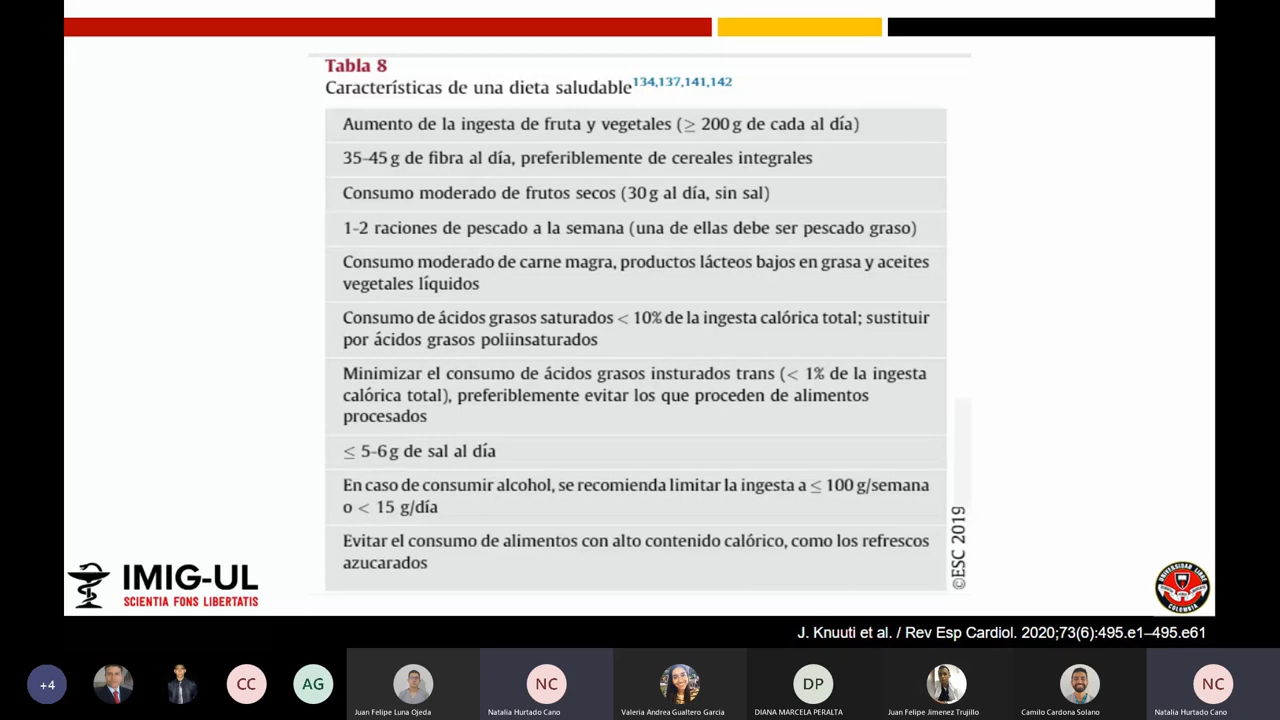 Tabla 8
Características de una dieta saludable134,137,141,142
Aumento de la ingesta de fruta y vegetales (≥ 200 g de cada al día)
35-45 g de fibra al día, preferiblemente de cereales integrales
Consumo moderado de frutos secos (30 g al día, sin sal)
1-2 raciones de pescado a la semana (una de ellas debe ser pescado graso)
Consumo moderado de carne magra, productos lácteos bajos en grasa y aceites
vegetales líquidos
Consumo de ácidos grasos saturados < 10% de la ingesta calórica total; sustituir
por ácidos grasos poliinsaturados
Minimizar el consumo de ácidos grasos insturados trans (< 1% de la ingesta
calórica total), preferiblemente evitar los que proceden de alimentos
procesados
≤ 5-6 g de sal al día
En caso de consumir alcohol, se recomienda limitar la ingesta a ≤ 100 g/semana
o < 15 g/día
Evitar el consumo de alimentos con alto contenido calórico, como los refrescos
azucarados
©ESC 2019
IMIG-UL
SCIENTIA FONS LIBERTATIS
UNIVERSIDAD LIBRE
COLOMBIA
J. Knuuti et al. / Rev Esp Cardiol. 2020;73(6):495.e1–495.e61
+4
CC
AG
Juan Felipe Luna Ojeda
NC
Natalia Hurtado Cano
Valeria Andrea Gualtero Garcia
DP
DIANA MARCELA PERALTA
Juan Felipe Jimenez Trujillo
Camilo Cardona Solano
NC
Natalia Hurtado Cano